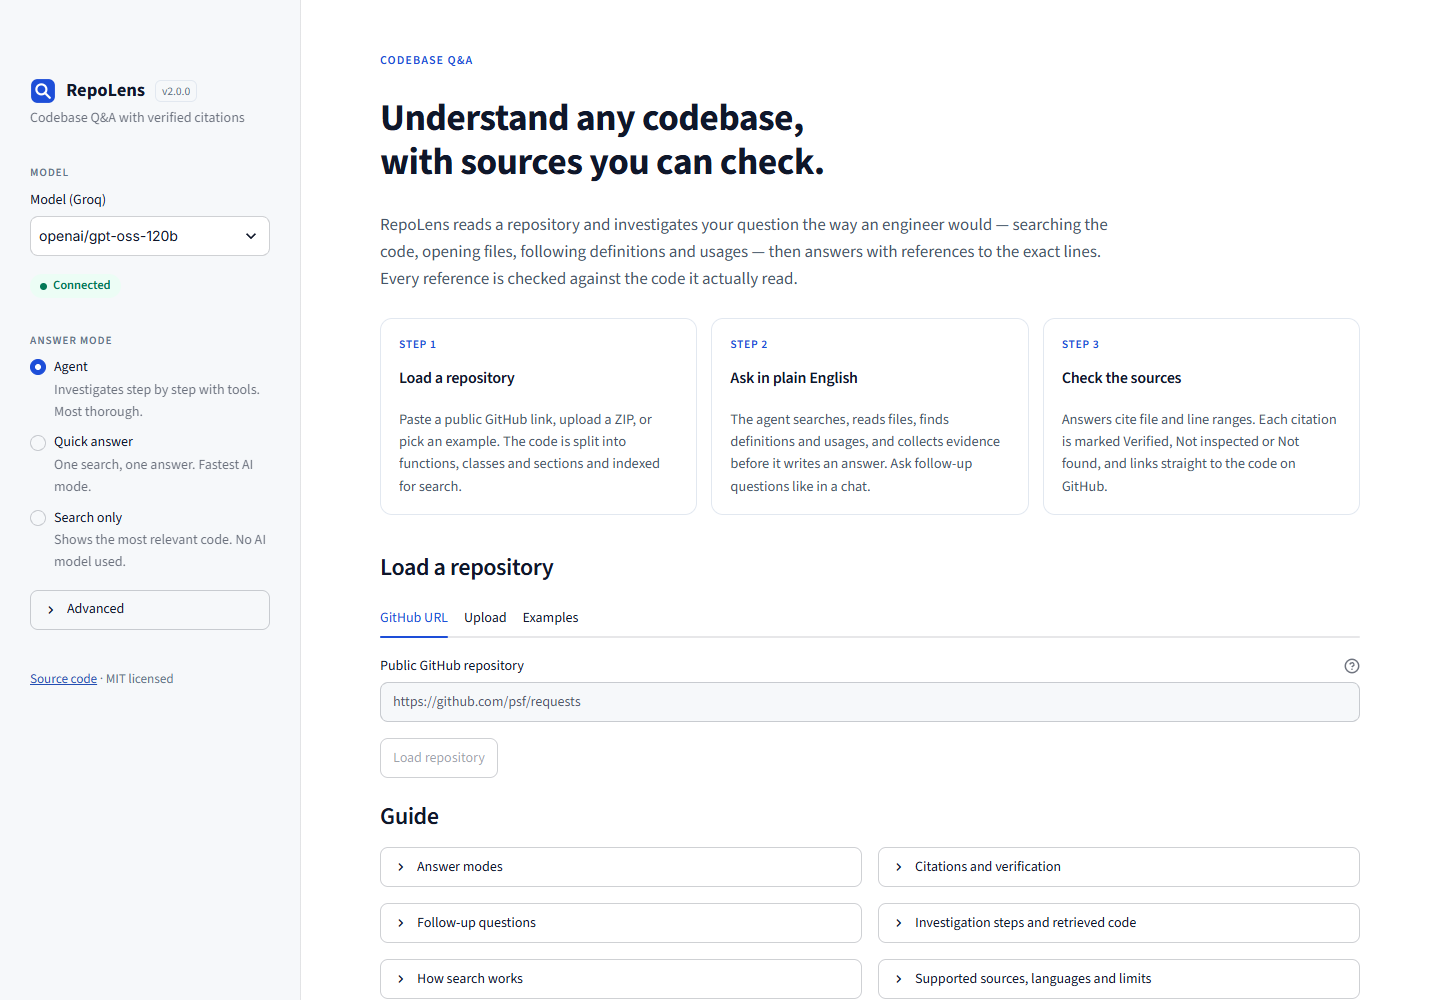 RepoLens v2.0.0
Codebase Q&A with verified citations
MODEL
Model (Groq)
openai/gpt-oss-120b
Connected
ANSWER MODE
Agent
Investigates step by step with tools.
Most thorough.
Quick answer
One search, one answer. Fastest AI
mode.
Search only
Shows the most relevant code. No AI
model used.
Advanced
Source code · MIT licensed
CODEBASE Q&A
Understand any codebase,
with sources you can check.
RepoLens reads a repository and investigates your question the way an engineer would — searching the
code, opening files, following definitions and usages — then answers with references to the exact lines.
Every reference is checked against the code it actually read.
STEP 1
Load a repository
Paste a public GitHub link, upload a ZIP, or
pick an example. The code is split into
functions, classes and sections and indexed
for search.
STEP 2
Ask in plain English
The agent searches, reads files, finds
definitions and usages, and collects evidence
before it writes an answer. Ask follow-up
questions like in a chat.
STEP 3
Check the sources
Answers cite file and line ranges. Each citation
is marked Verified, Not inspected or Not
found, and links straight to the code on
GitHub.
Load a repository
GitHub URL Upload Examples
Public GitHub repository
https://github.com/psf/requests
Load repository
Guide
Answer modes
Citations and verification
Follow-up questions
Investigation steps and retrieved code
How search works
Supported sources, languages and limits